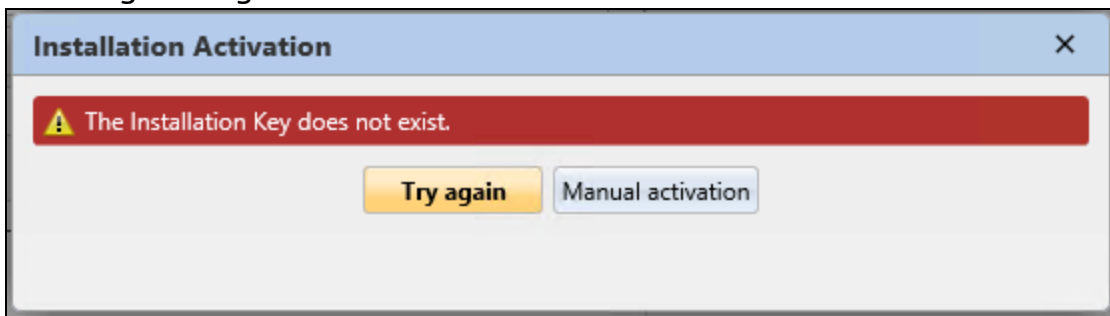 Installation Activation
The Installation Key does not exist.
Try again Manual activation